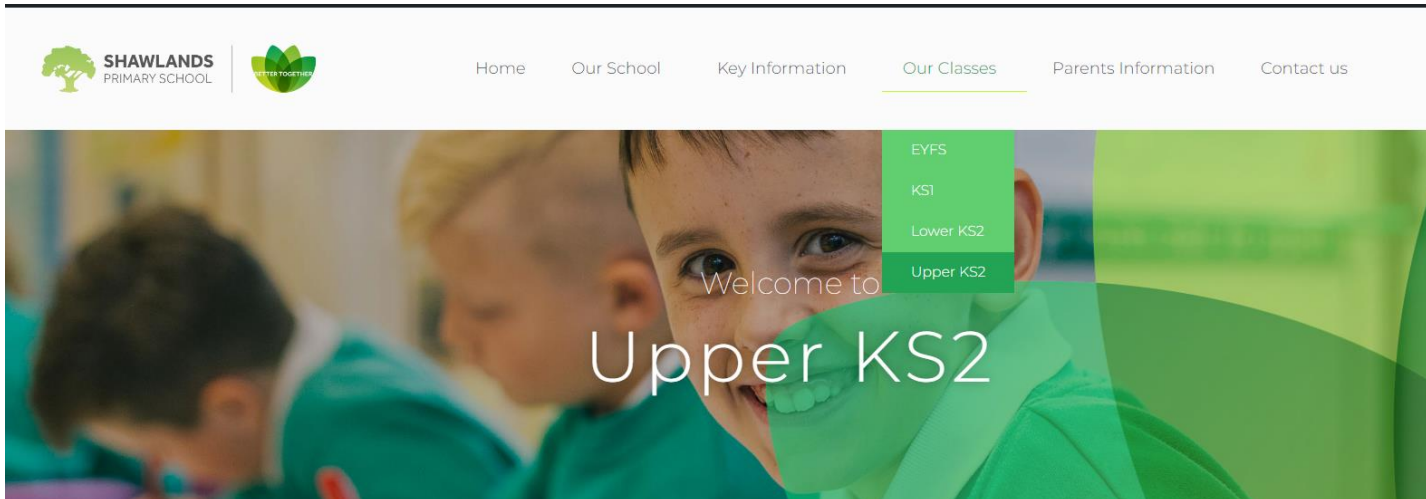 SHAWLANDS
PRIMARY SCHOOL
BETTER TOGETHER
Home Our School Key Information Our Classes Parents Information Contact us
EYFS
KS1
Lower KS2
Upper KS2
Welcome to
Upper KS2